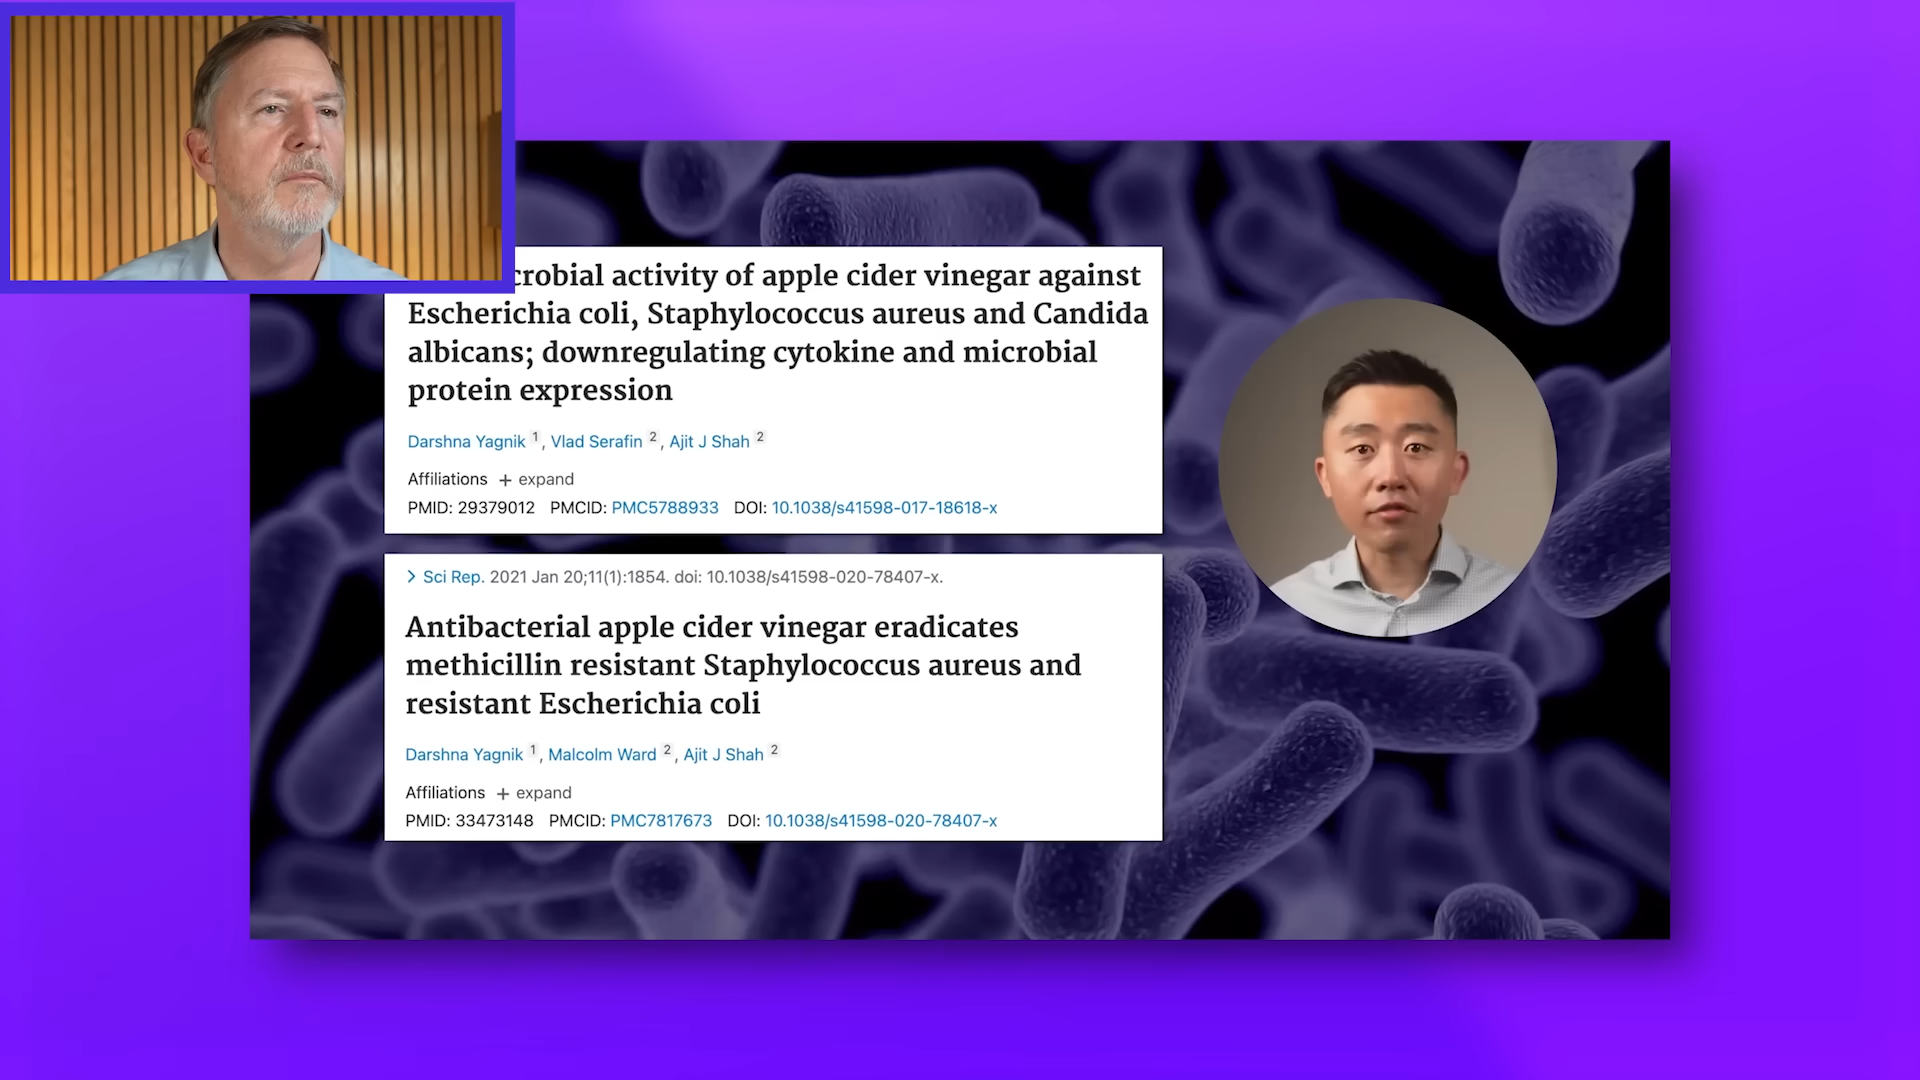 activity of apple cider vinegar against
Escherichia coli, Staphylococcus aureus and Candida
albicans; downregulating cytokine and microbial
protein expression
Darshna Yagnik 1, Vlad Serafin 2, Ajit J Shah 2
Affiliations + expand
PMID: 29379012 PMCID: PMC5788933 DOI: 10.1038/s41598-017-18618-x
> Sci Rep. 2021 Jan 20;11(1):1854. doi: 10.1038/s41598-020-78407-x.
Antibacterial apple cider vinegar eradicates
methicillin resistant Staphylococcus aureus and
resistant Escherichia coli
Darshna Yagnik 1, Malcolm Ward 2, Ajit J Shah 2
Affiliations + expand
PMID: 33473148 PMCID: PMC7817673 DOI: 10.1038/s41598-020-78407-x